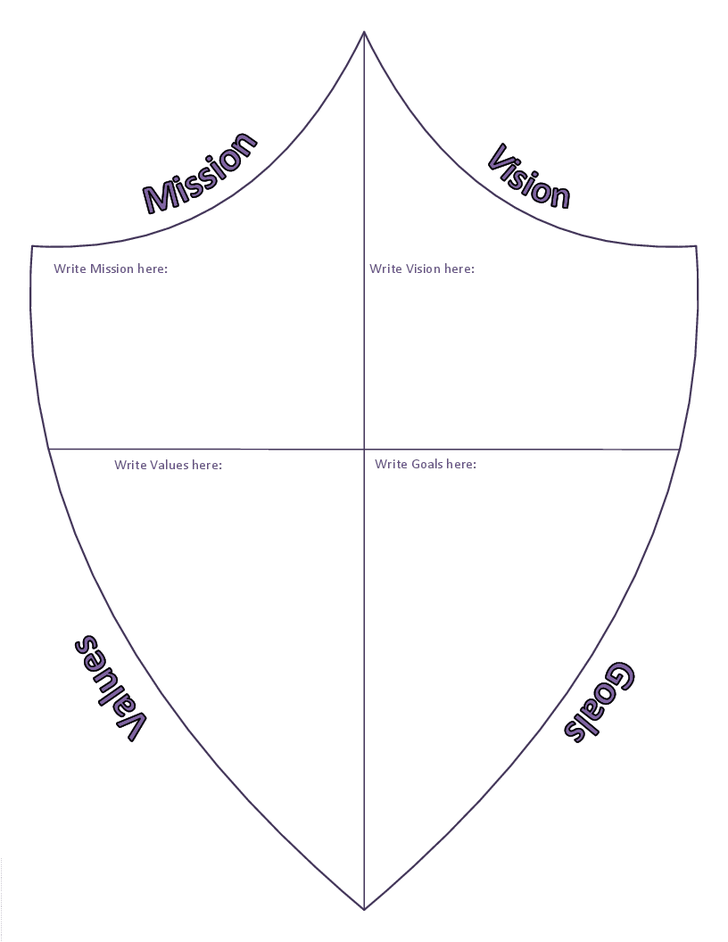 Mission
Vision
Write Mission here:
Write Vision here:
Write Values here:
Write Goals here:
Values
Goals